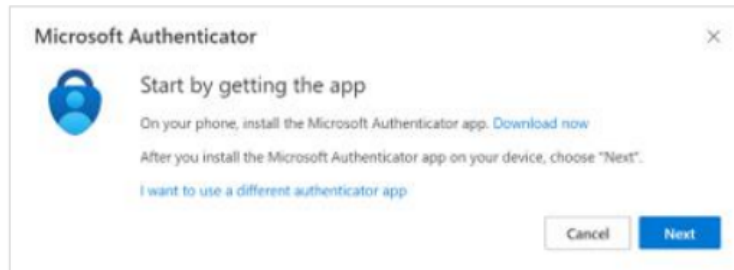 Microsoft Authenticator
Start by getting the app
On your phone, install the Microsoft Authenticator app. Download now
After you install the Microsoft Authenticator app on your device, choose "Next".
I want to use a different authenticator app
Cancel Next